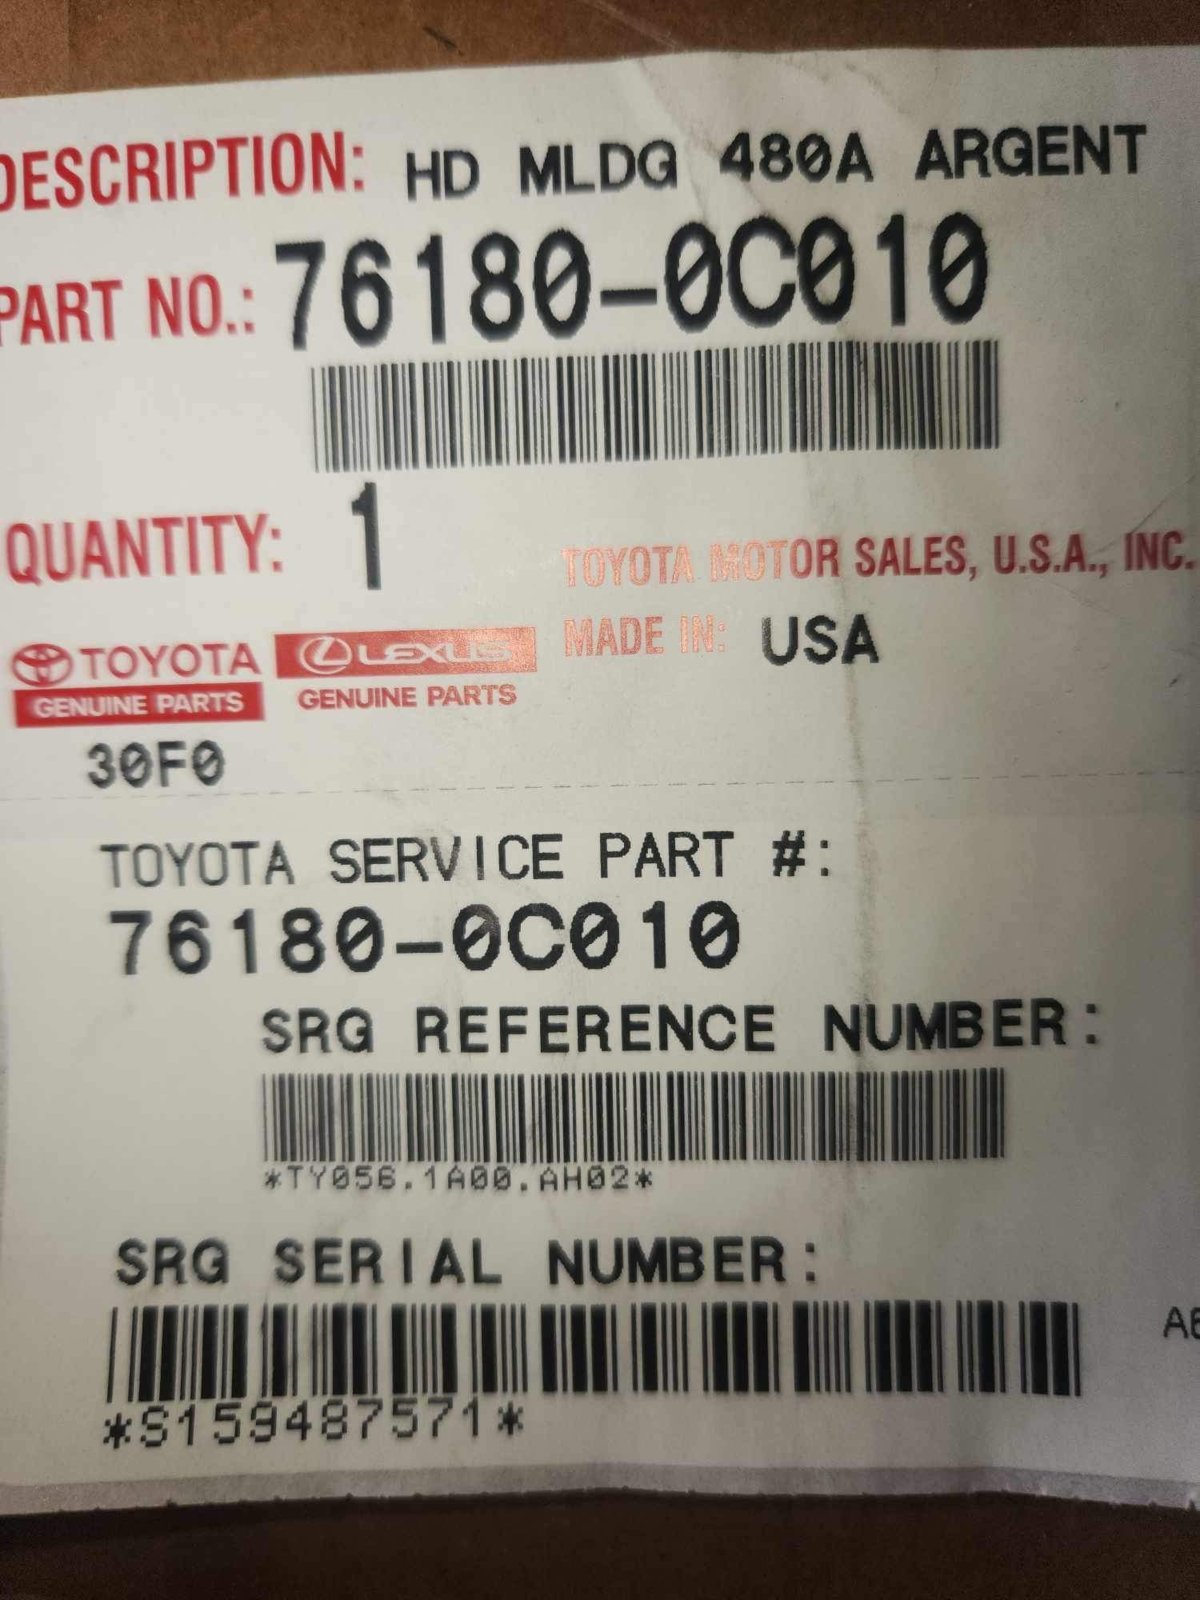 DESCRIPTION: HD MLDG 480A ARGENT
PART NO.: 76180-0C010
QUANTITY: 1
TOYOTA MOTOR SALES, U.S.A., INC.
TOYOTA LEXUS MADE IN: USA
GENUINE PARTS GENUINE PARTS
30F0
TOYOTA SERVICE PART #:
76180-0C010
SRG REFERENCE NUMBER:
*TY056.1A00.AH02*
SRG SERIAL NUMBER:
*S159487571*